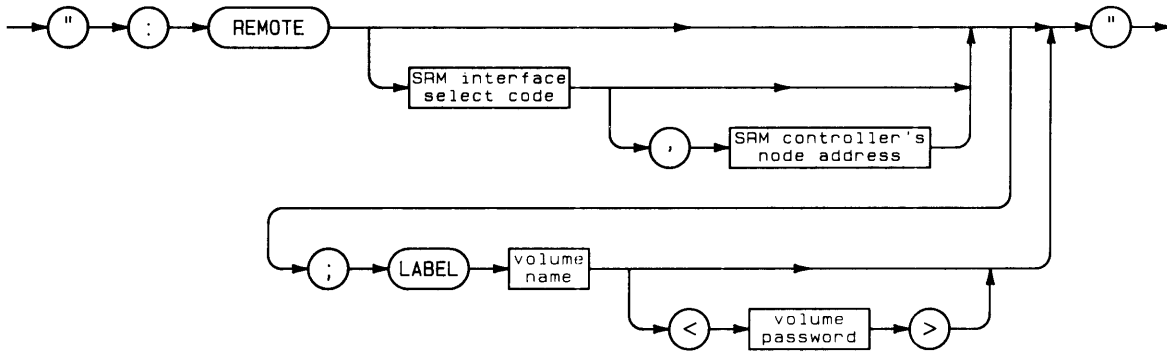 " : REMOTE "
SRM interface
select code
, SRM controller's
node address
; LABEL volume
name
< volume
password >